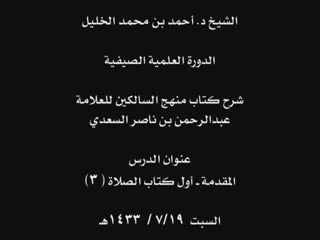 الشيخ د. أحمد بن محمد الخليل
الدورة العلمية الصيفية
شرح كتاب منهج السالكين للعلامة
عبدالرحمن بن ناصر السعدي
عنوان الدرس
المقدمة ـ أول كتاب الصلاة ( ٣ )
السبت ١٩/ ٧ / ١٤٣٣هـ